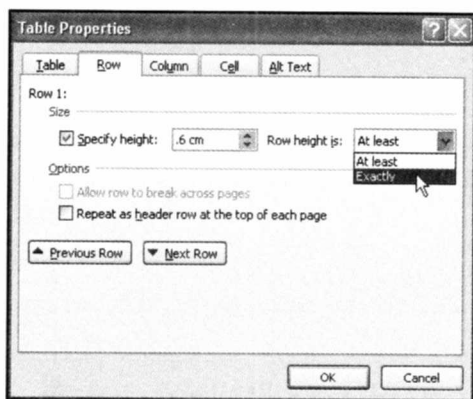 Table Properties
Table Row Column Cell Alt Text
Row 1:
Size
Specify height: .6 cm Row height is: At least
At least
Exactly
Options
Allow row to break across pages
Repeat as header row at the top of each page
Previous Row Next Row
OK Cancel